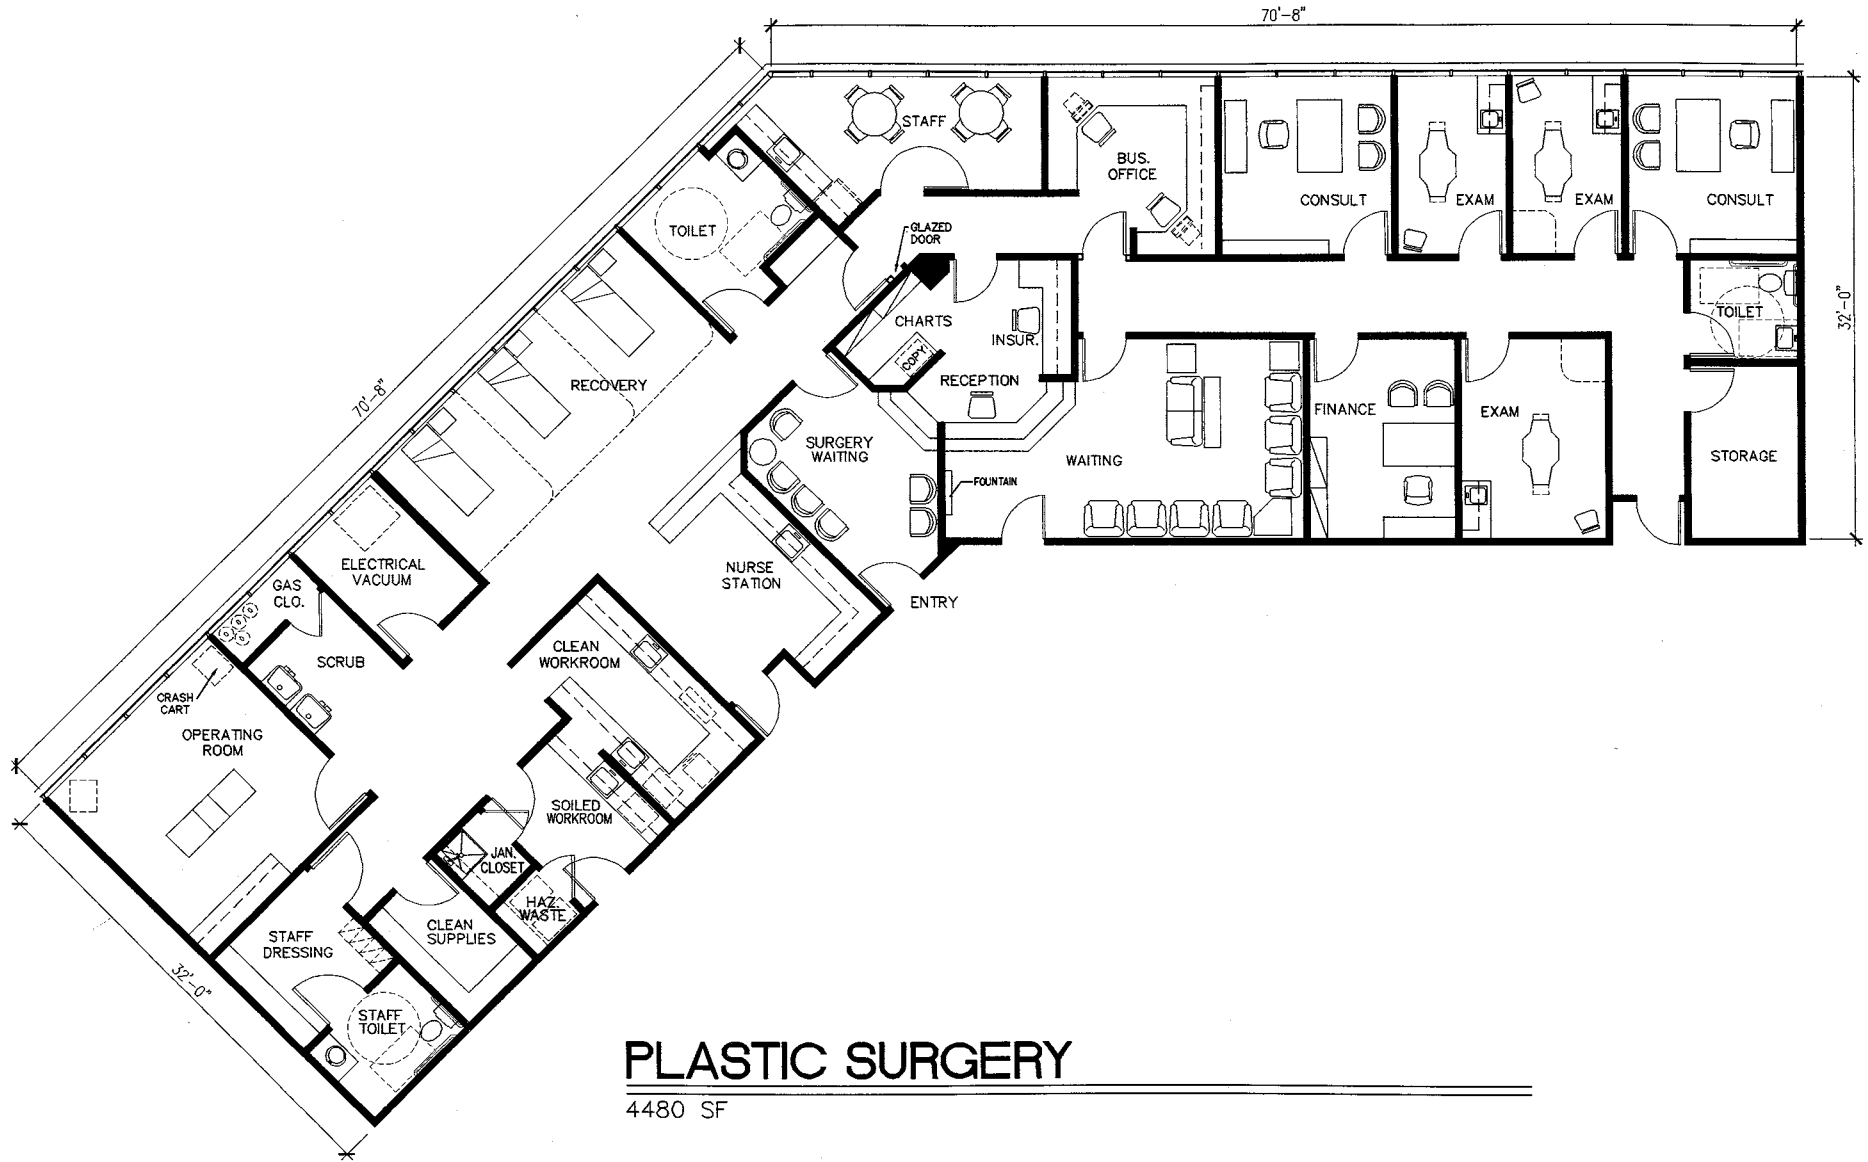 70'-8"
STAFF
BUS.
OFFICE
CONSULT
EXAM
EXAM
CONSULT
TOILET
GLAZED
DOOR
CHARTS
INSUR.
COPY
RECEPTION
TOILET
32'-0"
70'-8"
RECOVERY
SURGERY
WAITING
WAITING
FOUNTAIN
FINANCE
EXAM
STORAGE
ELECTRICAL
VACUUM
GAS
CLO.
NURSE
STATION
ENTRY
SCRUB
CLEAN
WORKROOM
CRASH
CART
OPERATING
ROOM
SOILED
WORKROOM
JAN.
CLOSET
HAZ.
WASTE
CLEAN
SUPPLIES
STAFF
DRESSING
32'-0"
STAFF
TOILET
PLASTIC SURGERY
4480 SF